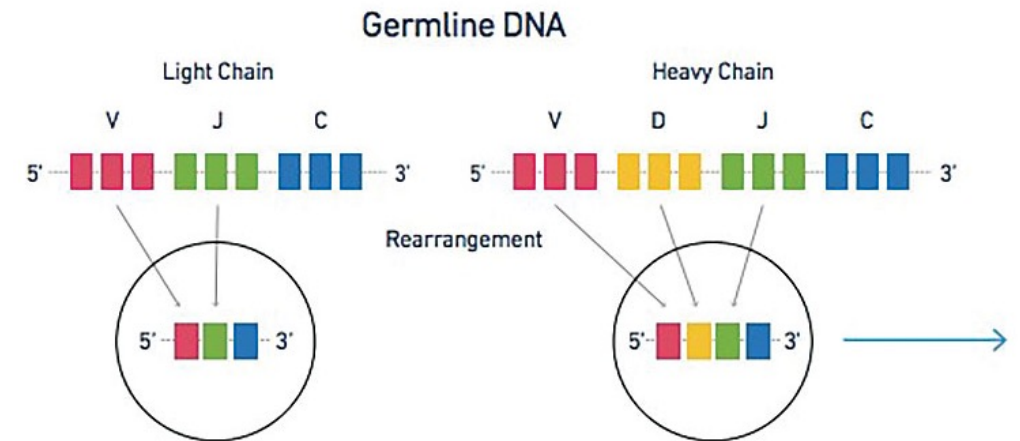 Germline DNA
Light Chain
Heavy Chain
V J C
V D J C
5' 3'
5' 3'
Rearrangement
5' 3'
5' 3'